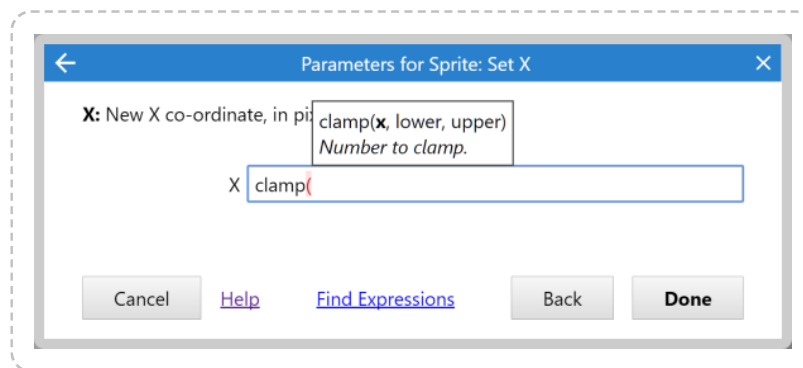 Parameters for Sprite: Set X
X: New X co-ordinate, in pi
clamp(x, lower, upper)
Number to clamp.
X clamp(
Cancel Help Find Expressions Back Done